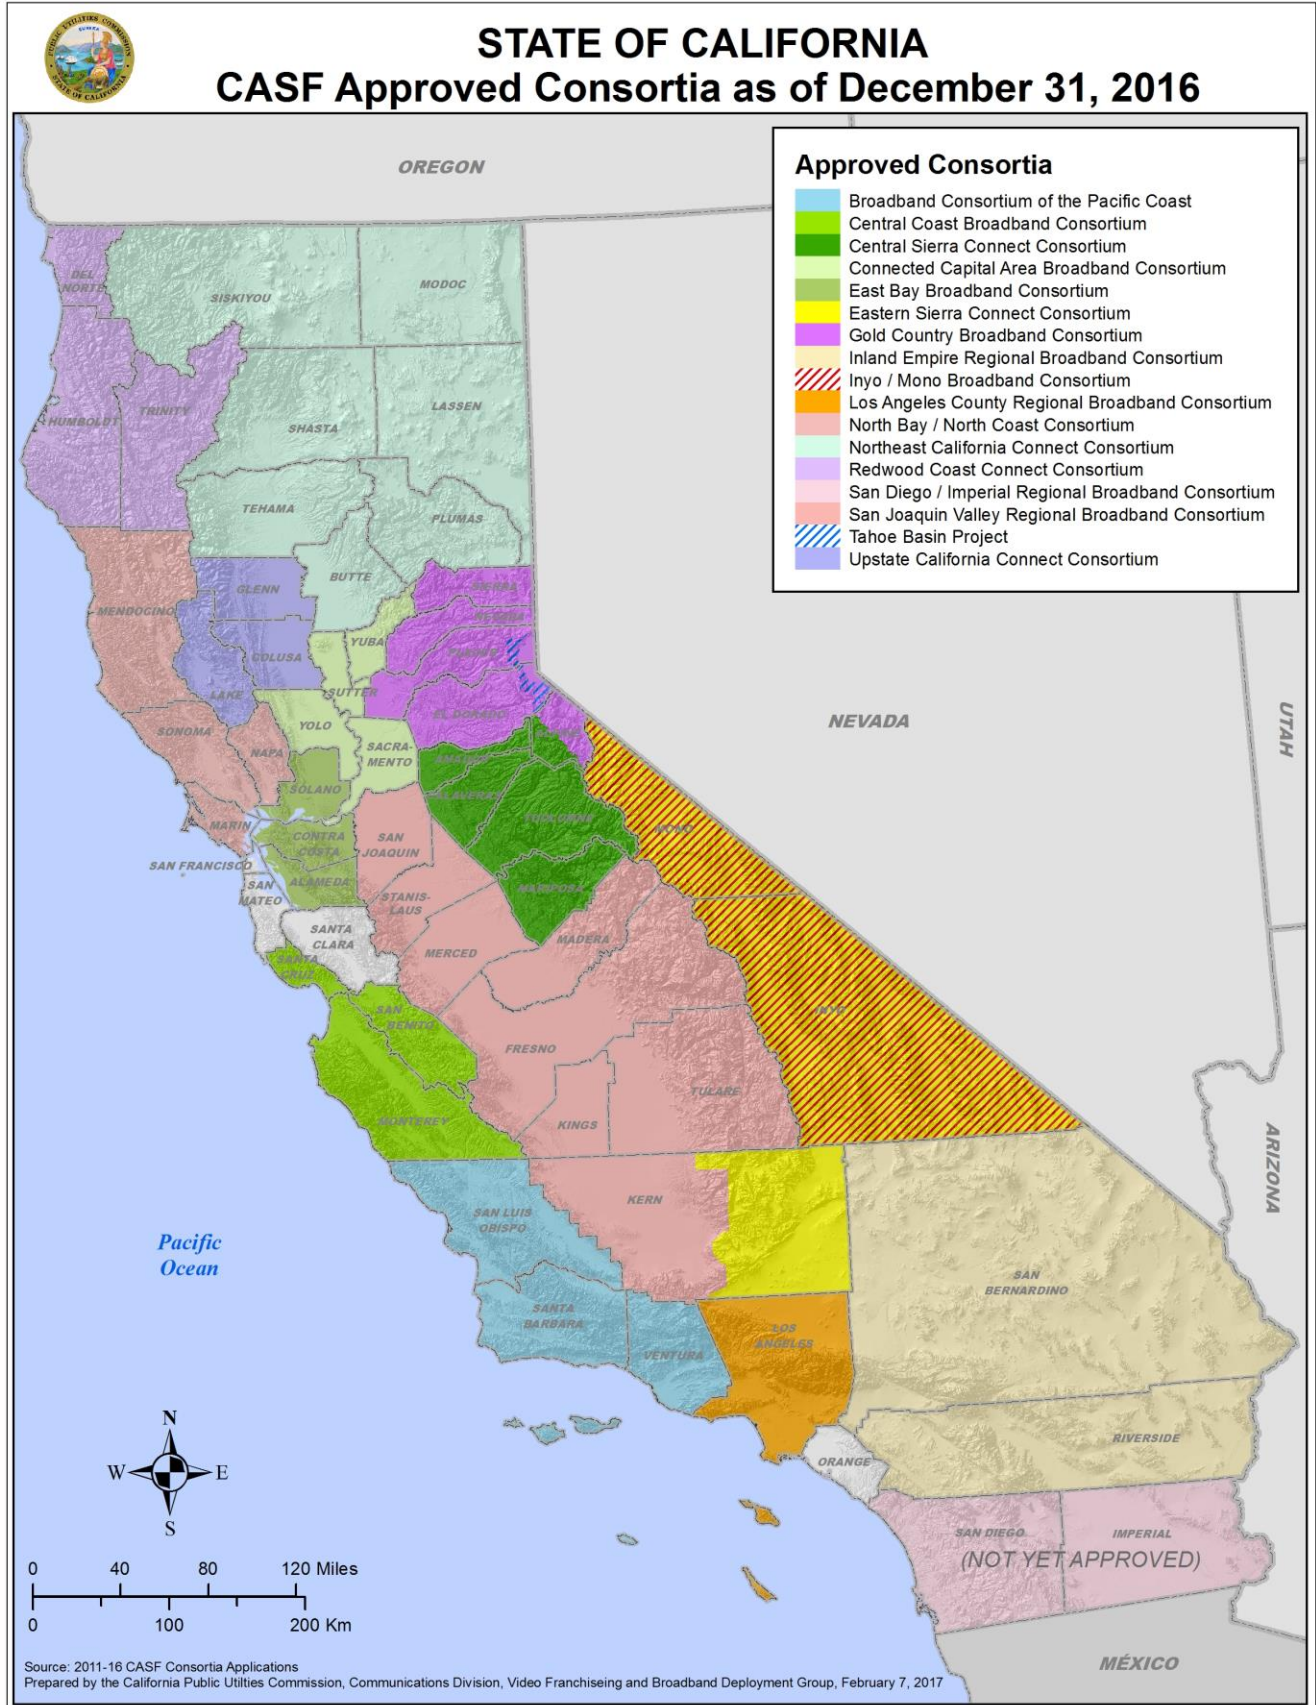 STATE OF CALIFORNIA
CASF Approved Consortia as of December 31, 2016
OREGON
Approved Consortia
Broadband Consortium of the Pacific Coast
Central Coast Broadband Consortium
Central Sierra Connect Consortium
Connected Capital Area Broadband Consortium
East Bay Broadband Consortium
Eastern Sierra Connect Consortium
Gold Country Broadband Consortium
Inland Empire Regional Broadband Consortium
Inyo / Mono Broadband Consortium
Los Angeles County Regional Broadband Consortium
North Bay / North Coast Consortium
Northeast California Connect Consortium
Redwood Coast Connect Consortium
San Diego / Imperial Regional Broadband Consortium
San Joaquin Valley Regional Broadband Consortium
Tahoe Basin Project
Upstate California Connect Consortium
DEL
NORTE
SISKIYOU
MODOC
HUMBOLDT
TRINITY
SHASTA
LASSEN
TEHAMA
PLUMAS
BUTTE
GLENN
SIERRA
NEVADA
MENDOCINO
COLUSA
YUBA
PLACER
LAKE
SUTTER
EL DORADO
SONOMA
NAPA
YOLO
SACRA-
MENTO
ALPINE
AMADOR
NEVADA
UTAH
SOLANO
CALAVERAS
TUOLUMNE
MONO
MARIN
CONTRA
COSTA
SAN
JOAQUIN
SAN FRANCISCO
ALAMEDA
SAN
MATEO
STANIS-
LAUS
MARIPOSA
SANTA
CLARA
MERCED
MADERA
SANTA
CRUZ
SAN
BENITO
INYO
FRESNO
MONTEREY
KINGS
TULARE
ARIZONA
KERN
SAN LUIS
OBISPO
Pacific
Ocean
SAN
BERNARDINO
SANTA
BARBARA
VENTURA
LOS
ANGELES
RIVERSIDE
ORANGE
SAN DIEGO
IMPERIAL
(NOT YET APPROVED)
MÉXICO
N
W
E
S
0 40 80 120 Miles
0 100 200 Km
Source: 2011-16 CASF Consortia Applications
Prepared by the California Public Utilties Commission, Communications Division, Video Franchiseing and Broadband Deployment Group, February 7, 2017